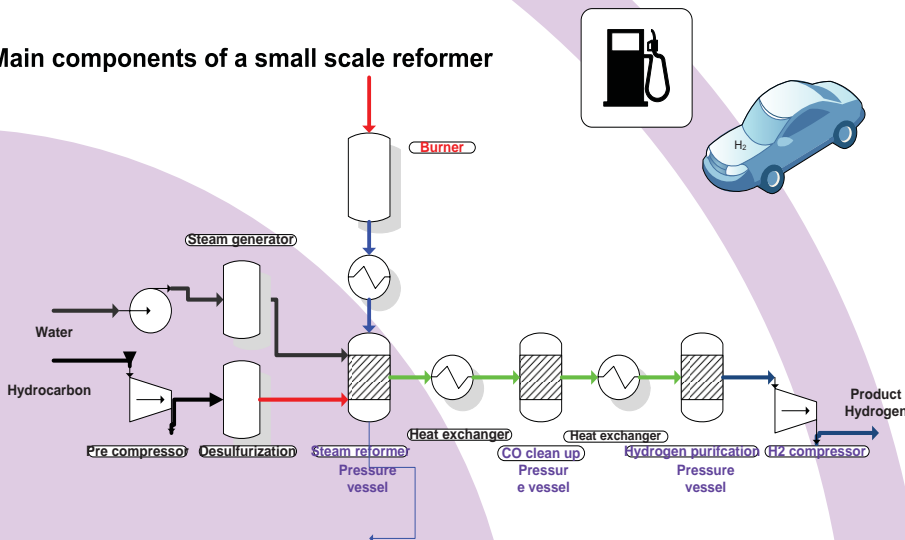 Main components of a small scale reformer
Burner
H2
Steam generator
Water
Hydrocarbon
Product
Hydrogen
Pre compressor
Desulfurization
Steam reformer
Pressure
vessel
Heat exchanger
CO clean up
Pressur
e vessel
Heat exchanger
Hydrogen purifcation
Pressure
vessel
H2 compressor